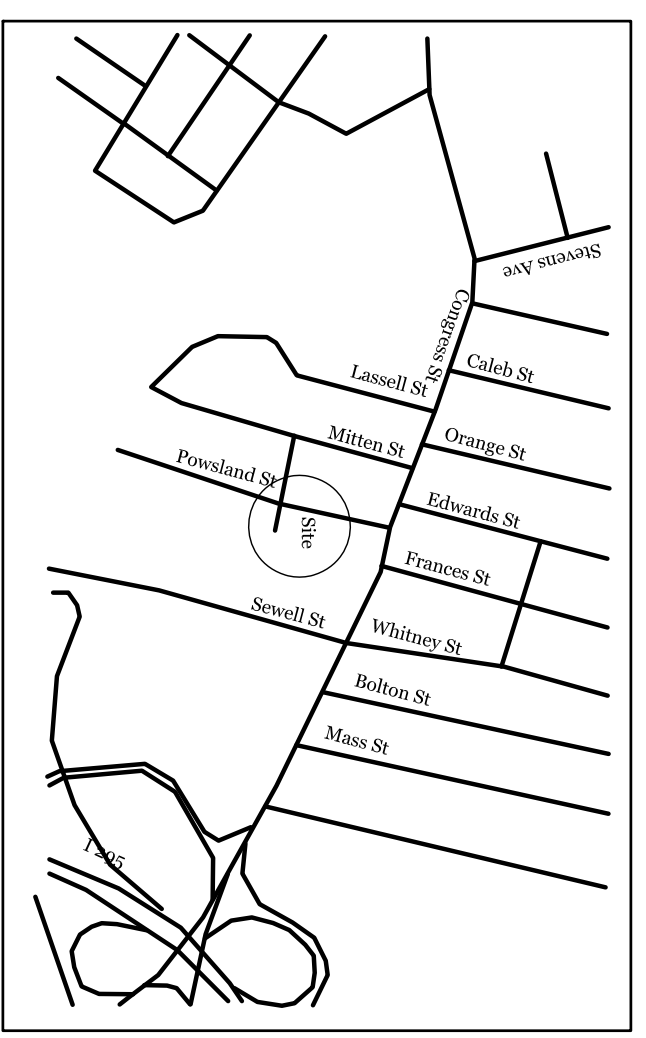 Stevens Ave
Congress St
Caleb St
Lassell St
Orange St
Mitten St
Powsland St
Edwards St
Site
Frances St
Sewell St
Whitney St
Bolton St
Mass St
I 295